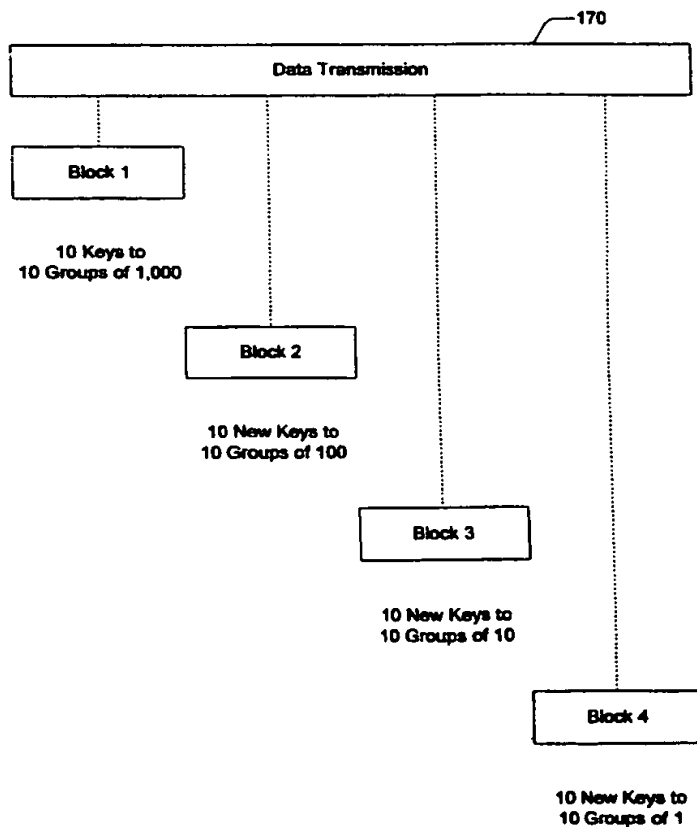 170
Data Transmission
Block 1
10 Keys to
10 Groups of 1,000
Block 2
10 New Keys to
10 Groups of 100
Block 3
10 New Keys to
10 Groups of 10
Block 4
10 New Keys to
10 Groups of 1